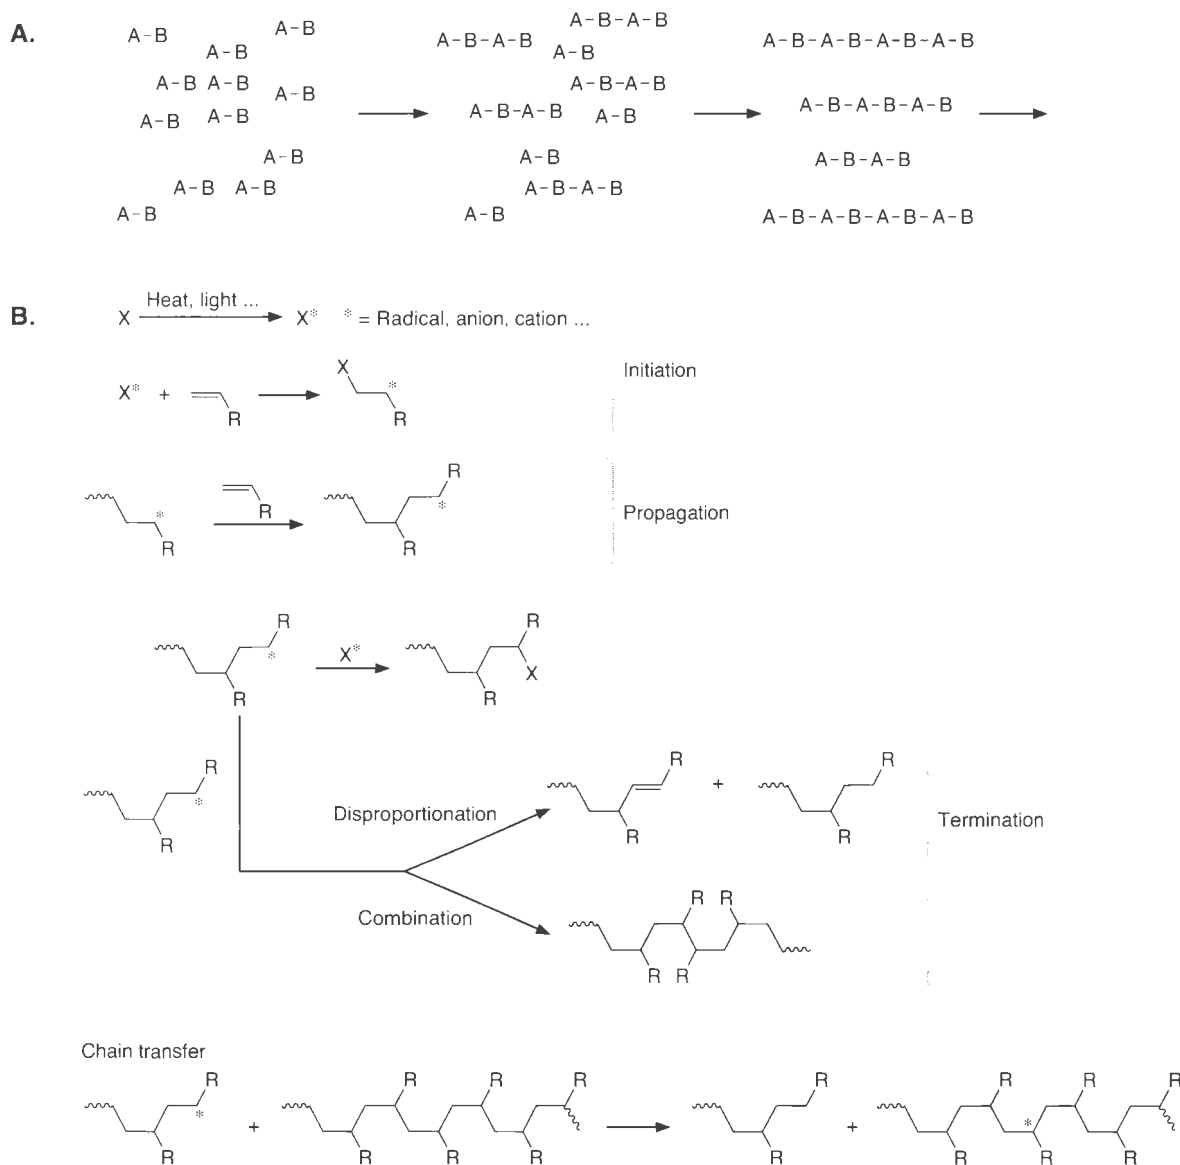 A.
A-B A-B
A-B
A-B A-B
A-B
A-B A-B
A-B
A-B A-B
A-B
A-B-A-B
A-B-A-B
A-B
A-B-A-B
A-B-A-B A-B
A-B
A-B-A-B
A-B
A-B-A-B-A-B-A-B
A-B-A-B-A-B
A-B-A-B
A-B-A-B-A-B-A-B
B.
X Heat, light ... X* * = Radical, anion, cation ...
X* + R X * R
Initiation
* R R R * R
Propagation
R * R X* R X R
R * R
Disproportionation
R R + R R
Termination
Combination
R R
R R
Chain transfer
R * R + R R R R R R R R + R R R * R R R